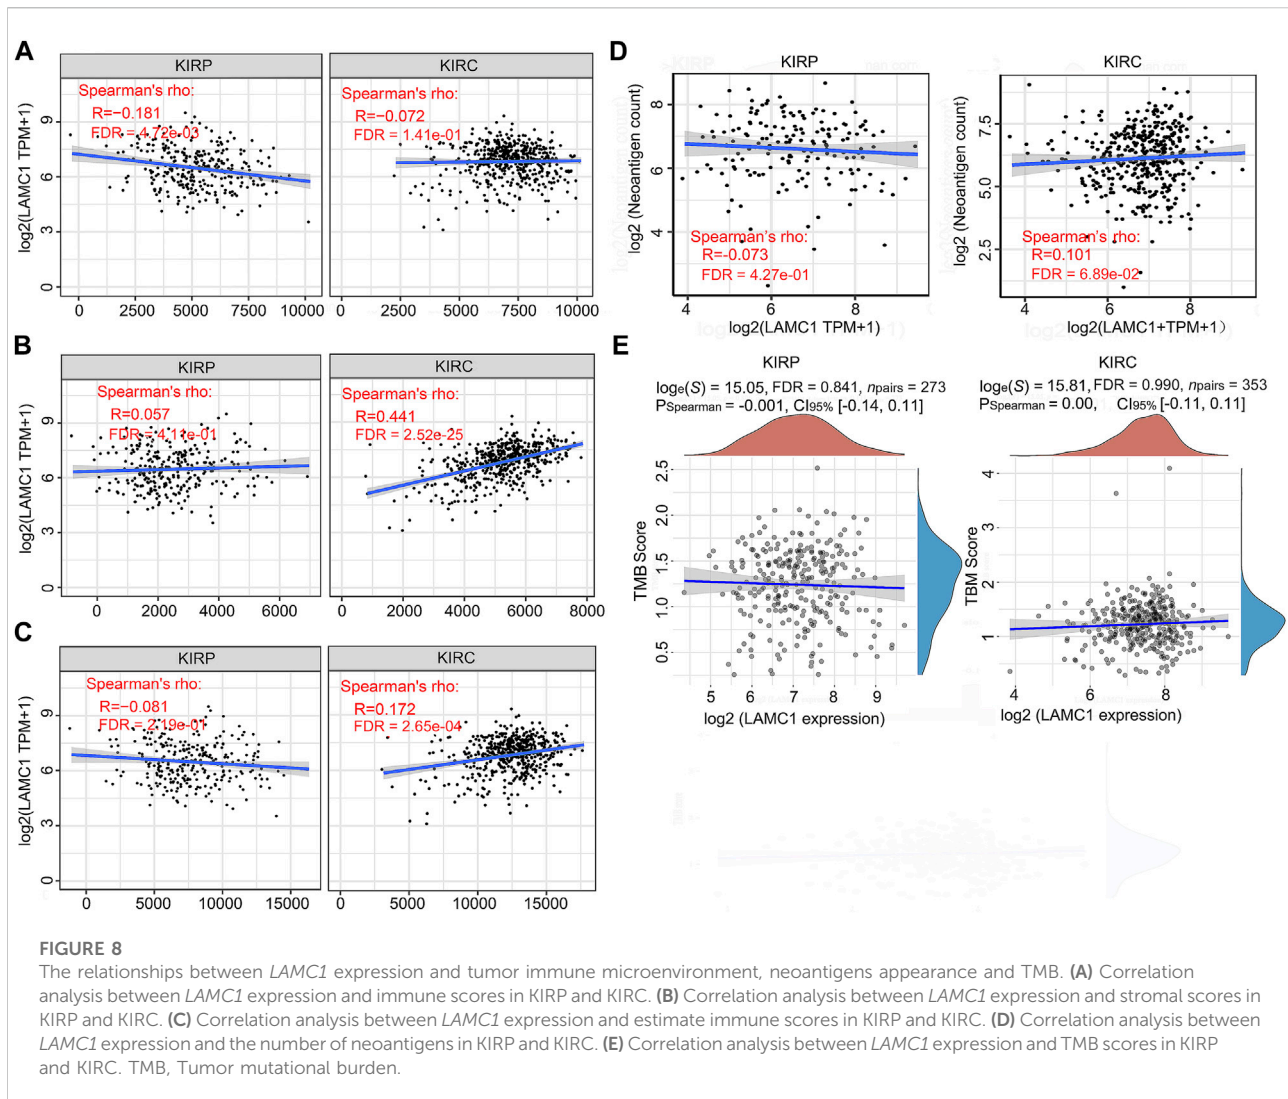 A
KIRP
KIRC
Spearman's rho:
R=−0.181
FDR = 4.72e-03
Spearman's rho:
R=−0.072
FDR = 1.41e-01
log2(LAMC1 TPM+1)
9
6
3
0
0 2500 5000 7500 10000
0 2500 5000 7500 10000
B
KIRP
KIRC
Spearman's rho:
R=0.057
FDR = 4.11e-01
Spearman's rho:
R=0.441
FDR = 2.52e-25
log2(LAMC1 TPM+1)
9
6
3
0
0 2000 4000 6000
0 2000 4000 6000 8000
C
KIRP
KIRC
Spearman's rho:
R=−0.081
FDR = 2.19e-01
Spearman's rho:
R=0.172
FDR = 2.65e-04
log2(LAMC1 TPM+1)
9
6
3
0
0 5000 10000 15000
0 5000 10000 15000
D
KIRP
log2 (Neoantigen count)
8
6
4
Spearman's rho:
R=-0.073
FDR = 4.27e-01
4 6 8
log2(LAMC1 TPM+1)
KIRC
log2 (Neoantigen count)
7.5
5.0
2.5
Spearman's rho:
R=0.101
FDR = 6.89e-02
4 6 8
log2(LAMC1+TPM+1)
E
KIRP
loge(S) = 15.05, FDR = 0.841, npairs = 273
PSpearman = -0.001, CI95% [-0.14, 0.11]
TMB Score
2.5
2.0
1.5
1.0
0.5
5 6 7 8 9
log2 (LAMC1 expression)
KIRC
loge(S) = 15.81, FDR = 0.990, npairs = 353
PSpearman = 0.00, CI95% [-0.11, 0.11]
TBM Score
4
3
2
1
4 6 8
log2 (LAMC1 expression)
FIGURE 8
The relationships between LAMC1 expression and tumor immune microenvironment, neoantigens appearance and TMB. (A) Correlation
analysis between LAMC1 expression and immune scores in KIRP and KIRC. (B) Correlation analysis between LAMC1 expression and stromal scores in
KIRP and KIRC. (C) Correlation analysis between LAMC1 expression and estimate immune scores in KIRP and KIRC. (D) Correlation analysis between
LAMC1 expression and the number of neoantigens in KIRP and KIRC. (E) Correlation analysis between LAMC1 expression and TMB scores in KIRP
and KIRC. TMB, Tumor mutational burden.